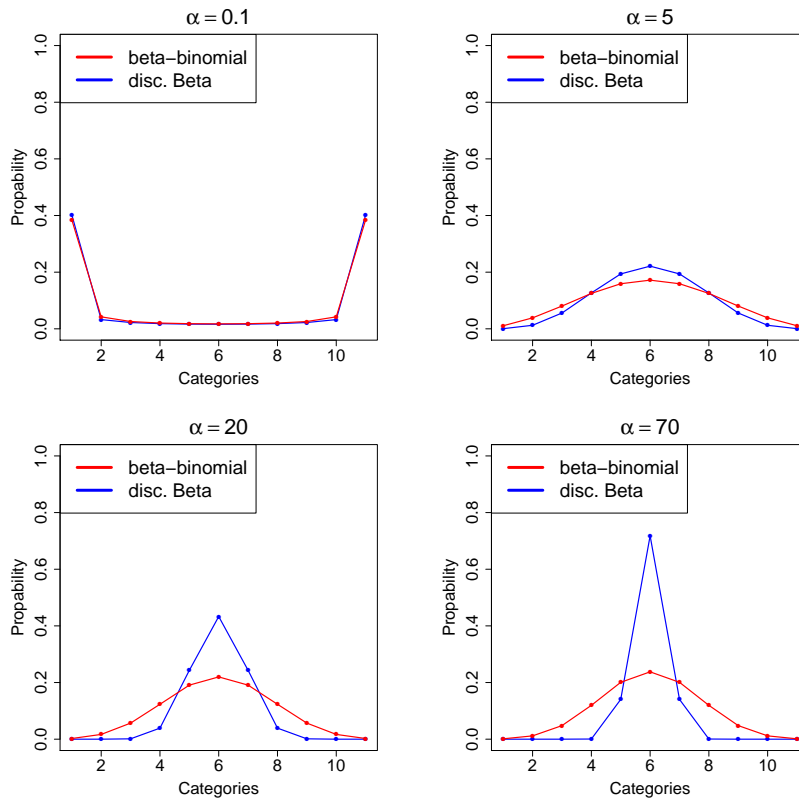 α = 0.1
beta−binomial
disc. Beta
Propability
0.0 0.2 0.4 0.6 0.8 1.0
2 4 6 8 10
Categories
α = 5
beta−binomial
disc. Beta
Propability
0.0 0.2 0.4 0.6 0.8 1.0
2 4 6 8 10
Categories
α = 20
beta−binomial
disc. Beta
Propability
0.0 0.2 0.4 0.6 0.8 1.0
2 4 6 8 10
Categories
α = 70
beta−binomial
disc. Beta
Propability
0.0 0.2 0.4 0.6 0.8 1.0
2 4 6 8 10
Categories